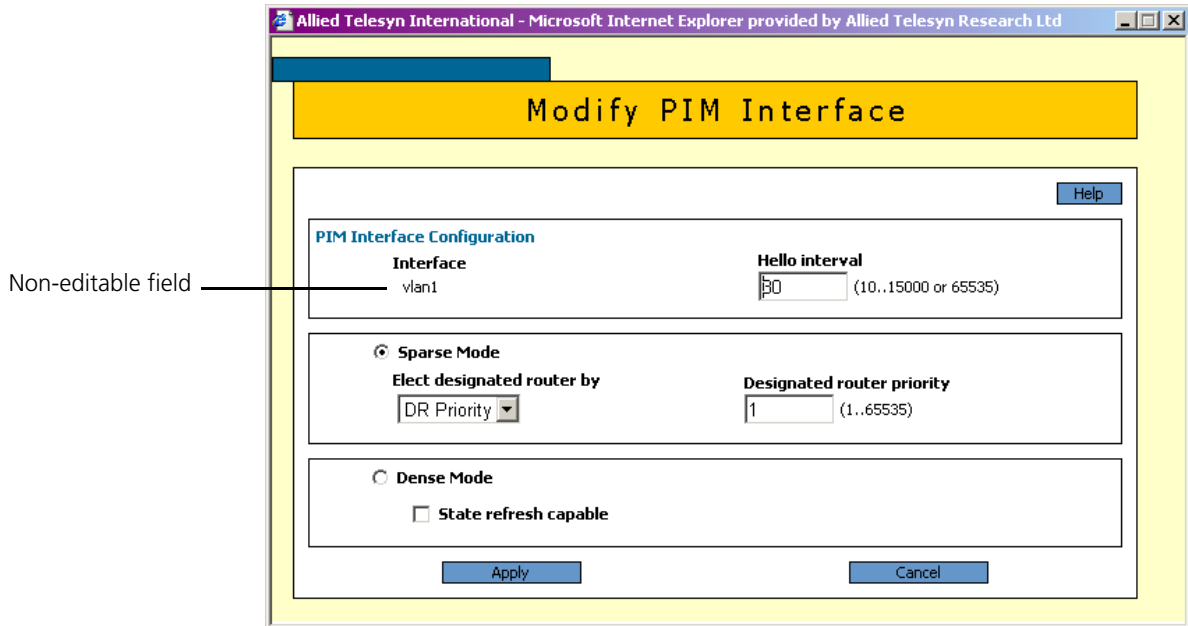 Allied Telesyn International - Microsoft Internet Explorer provided by Allied Telesyn Research Ltd
Modify PIM Interface
Help
PIM Interface Configuration
Interface
Hello interval
Non-editable field
vlan1
30 (10..15000 or 65535)
Sparse Mode
Elect designated router by
Designated router priority
DR Priority
1 (1..65535)
Dense Mode
State refresh capable
Apply
Cancel